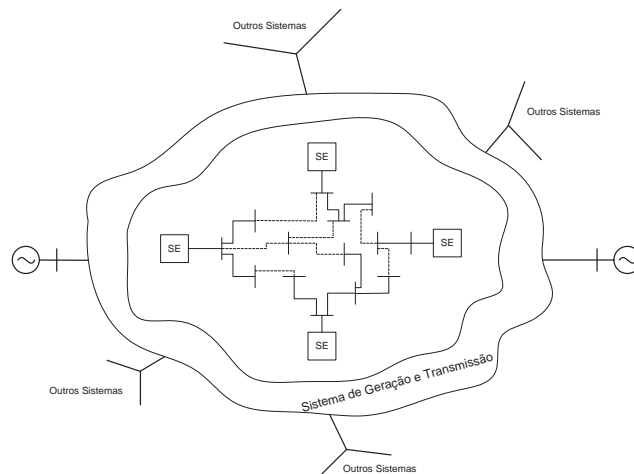 Outros Sistemas
Outros Sistemas
SE
SE
SE
SE
Sistema de Geração e Transmissão
Outros Sistemas
Outros Sistemas